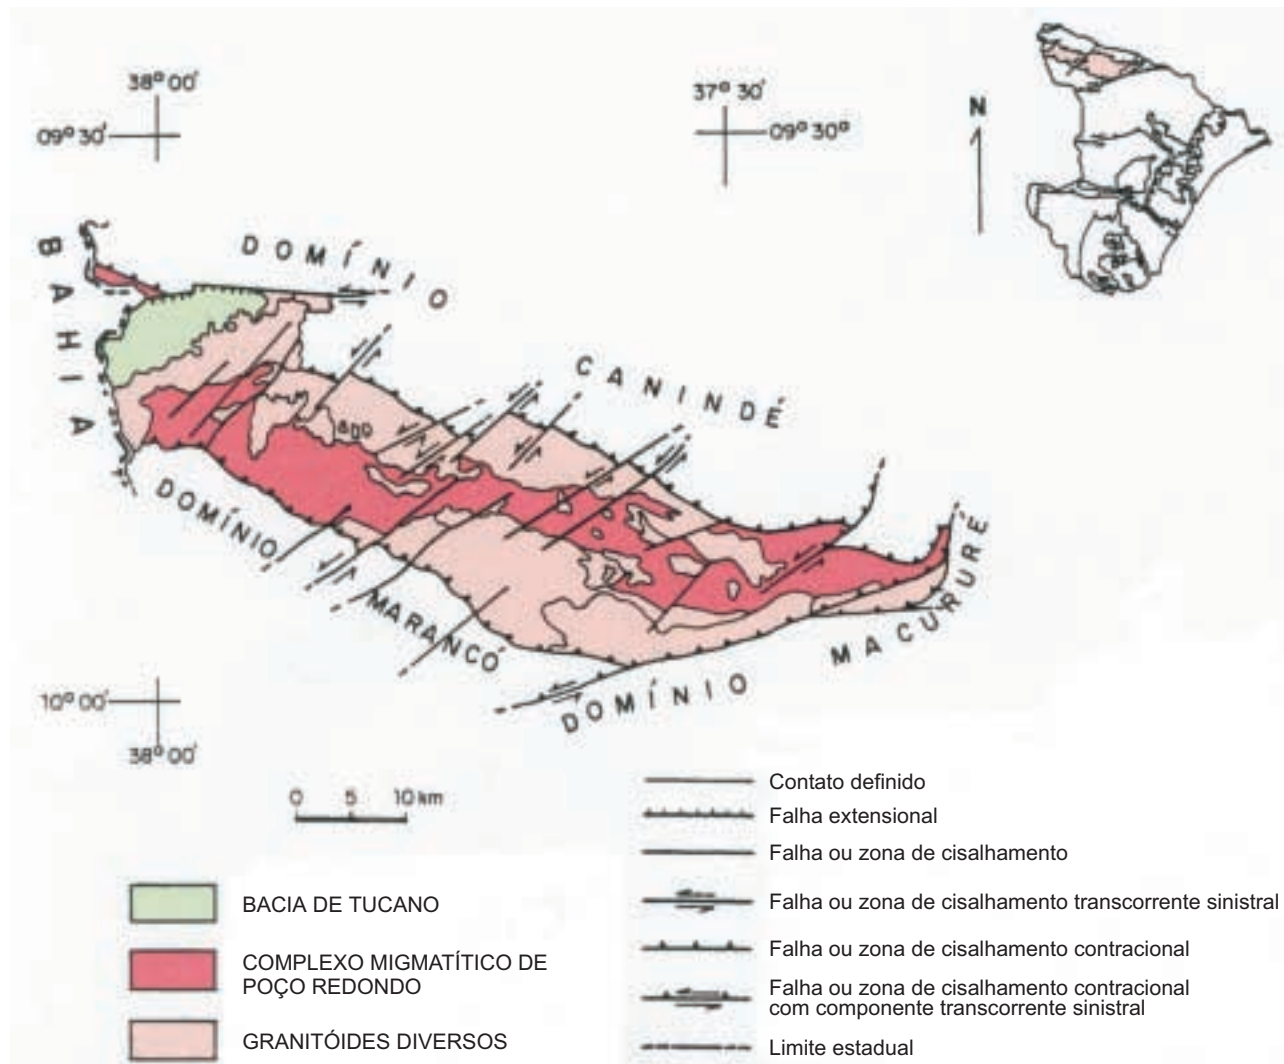 38º 00'
37º 30'
09º 30'
09º 30º
N
BAHIA
DOMÍNIO
CANINDÉ
DOMÍNIO
MARANCÓ
DOMÍNIO
MACURURÉ
10º 00'
38º 00'
0 5 10 km
Contato definido
Falha extensional
Falha ou zona de cisalhamento
Falha ou zona de cisalhamento transcorrente sinistral
Falha ou zona de cisalhamento contracional
Falha ou zona de cisalhamento contracional
com componente transcorrente sinistral
Limite estadual
BACIA DE TUCANO
COMPLEXO MIGMATÍTICO DE
POÇO REDONDO
GRANITÓIDES DIVERSOS